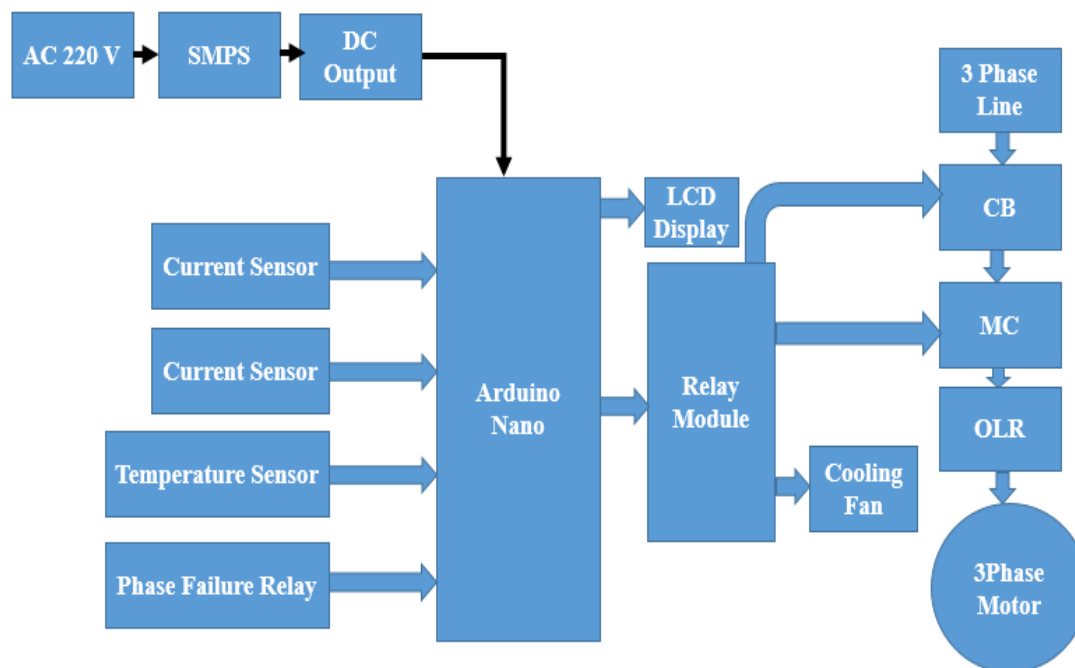 AC 220 V
SMPS
DC
Output
3 Phase
Line
LCD
Display
CB
Current Sensor
MC
Current Sensor
Arduino
Nano
Relay
Module
OLR
Temperature Sensor
Cooling
Fan
Phase Failure Relay
3Phase
Motor